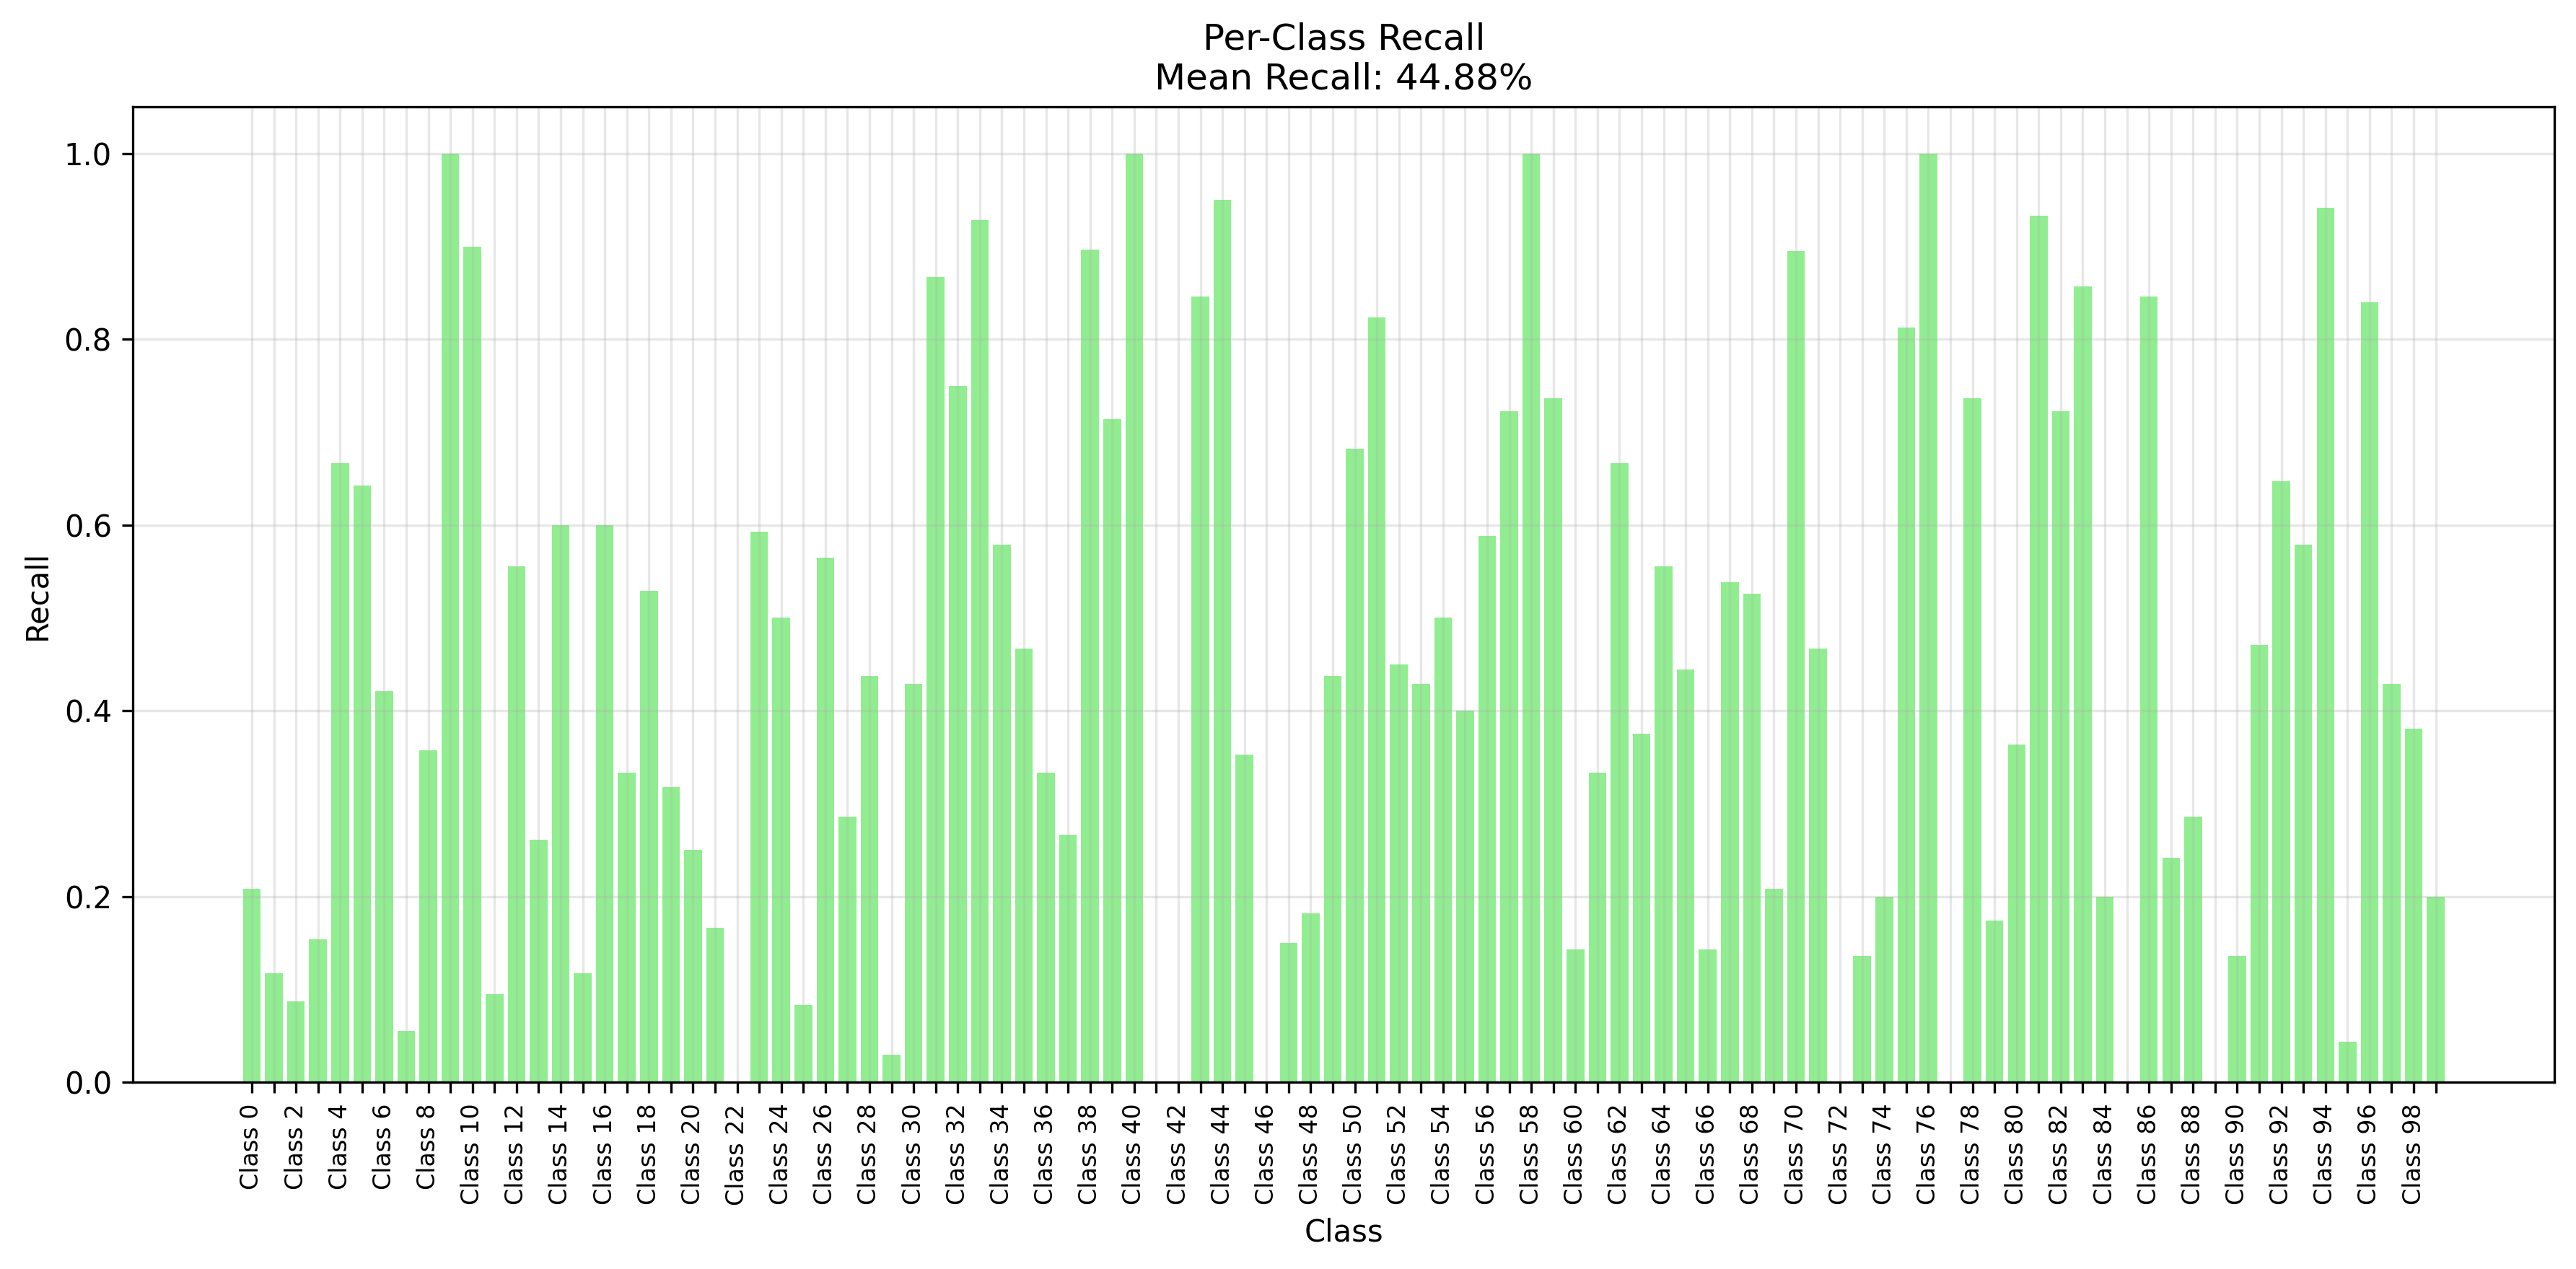 Per-Class Recall
Mean Recall: 44.88%
Recall
1.0
0.8
0.6
0.4
0.2
0.0
Class 0
Class 2
Class 4
Class 6
Class 8
Class 10
Class 12
Class 14
Class 16
Class 18
Class 20
Class 22
Class 24
Class 26
Class 28
Class 30
Class 32
Class 34
Class 36
Class 38
Class 40
Class 42
Class 44
Class 46
Class 48
Class 50
Class 52
Class 54
Class 56
Class 58
Class 60
Class 62
Class 64
Class 66
Class 68
Class 70
Class 72
Class 74
Class 76
Class 78
Class 80
Class 82
Class 84
Class 86
Class 88
Class 90
Class 92
Class 94
Class 96
Class 98
Class